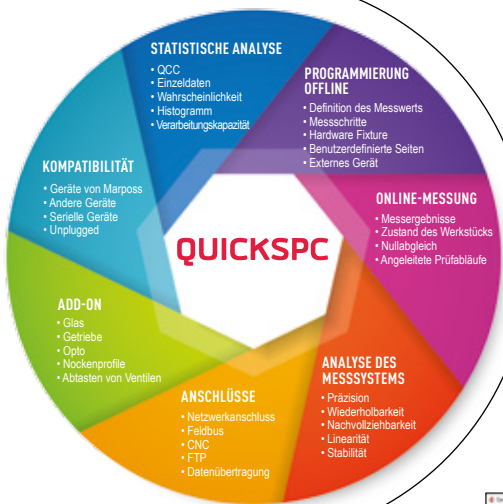 STATISTISCHE ANALYSE
• QCC
• Einzeldaten
• Wahrscheinlichkeit
• Histogramm
• Verarbeitungskapazität
PROGRAMMIERUNG
OFFLINE
• Definition des Messwerts
• Messschritte
• Hardware Fixture
• Benutzerdefinierte Seiten
• Externes Gerät
ONLINE-MESSUNG
• Messergebnisse
• Zustand des Werkstücks
• Nullabgleich
• Angeleitete Prüfabläufe
ANALYSE DES
MESSSYSTEMS
• Präzision
• Wiederholbarkeit
• Nachvollziehbarkeit
• Linearität
• Stabilität
ANSCHLÜSSE
• Netzwerkanschluss
• Feldbus
• CNC
• FTP
• Datenübertragung
ADD-ON
• Glas
• Getriebe
• Opto
• Nockenprofile
• Abtasten von Ventilen
KOMPATIBILITÄT
• Geräte von Marposs
• Andere Geräte
• Serielle Geräte
• Unplugged
QUICKSPC